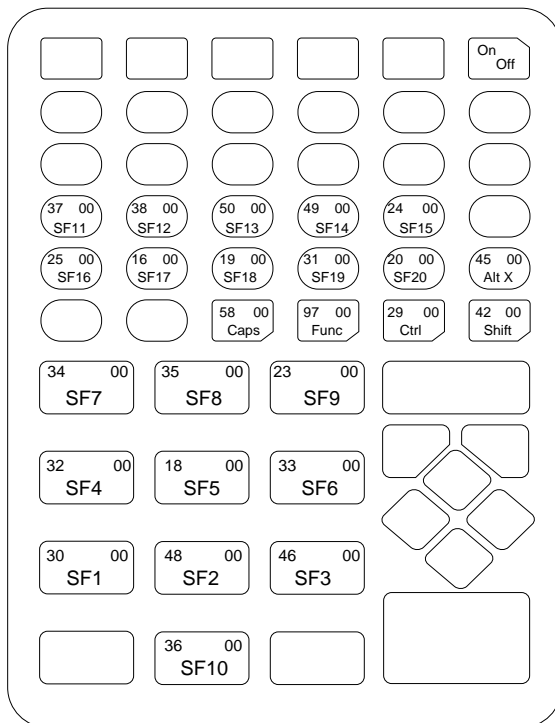 On
Off
37 00 38 00 50 00 49 00 24 00
SF11 SF12 SF13 SF14 SF15
25 00 16 00 19 00 31 00 20 00 45 00
SF16 SF17 SF18 SF19 SF20 Alt X
58 00 97 00 29 00 42 00
Caps Func Ctrl Shift
34 00 35 00 23 00
SF7 SF8 SF9
32 00 18 00 33 00
SF4 SF5 SF6
30 00 48 00 46 00
SF1 SF2 SF3
36 00
SF10